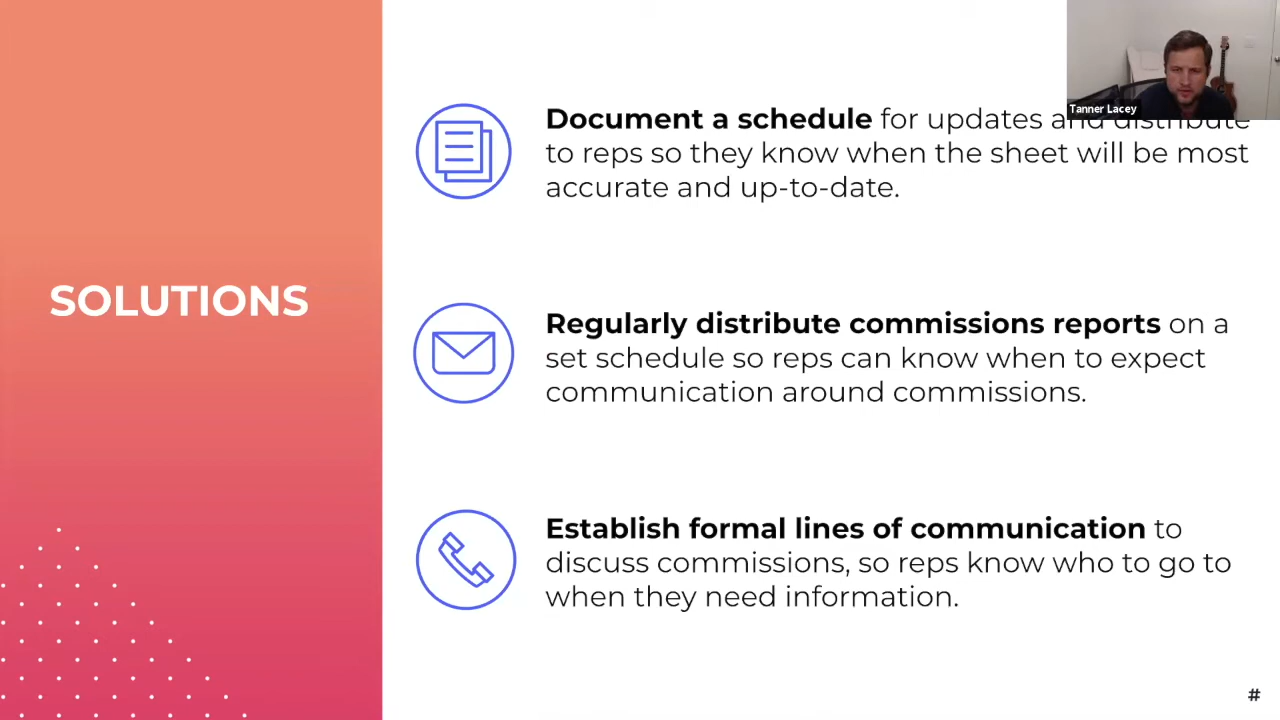 Tanner Lacey
SOLUTIONS
Document a schedule for updates and distribute
to reps so they know when the sheet will be most
accurate and up-to-date.
Regularly distribute commissions reports on a
set schedule so reps can know when to expect
communication around commissions.
Establish formal lines of communication to
discuss commissions, so reps know who to go to
when they need information.
#